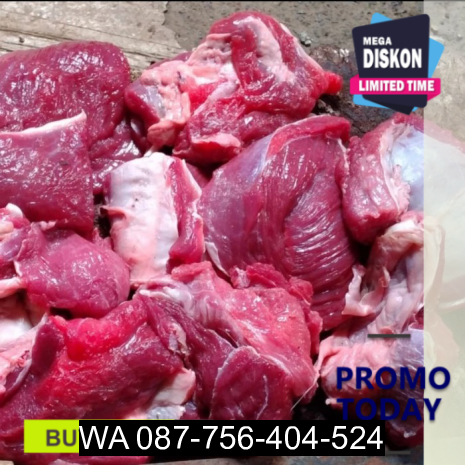 MEGA
DISKON
LIMITED TIME
PROMO
TODAY
BU
WA 087-756-404-524